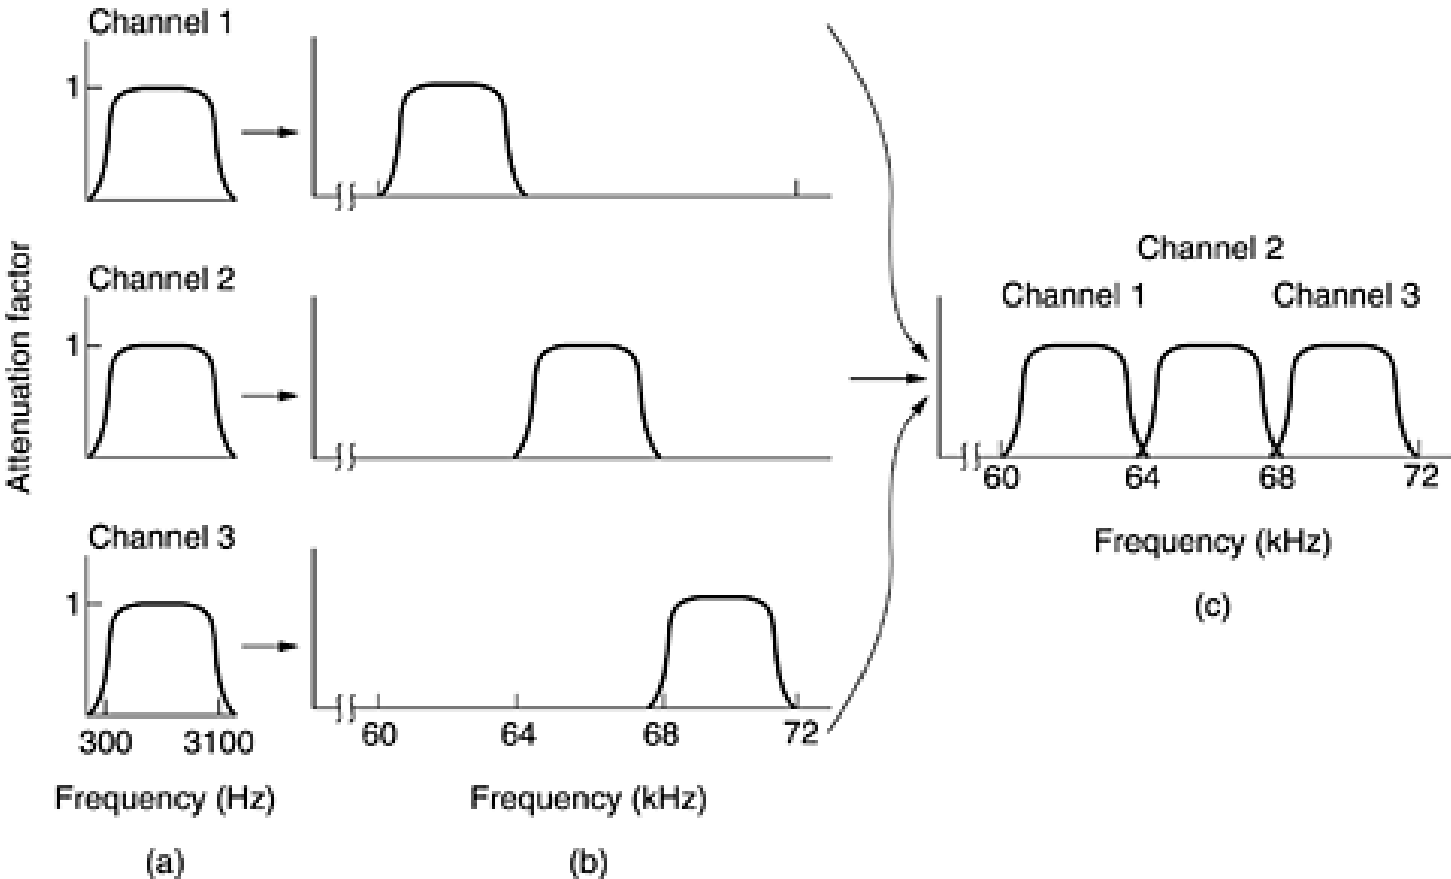 Channel 1
1
Channel 2
1
Attenuation factor
Channel 3
1
300 3100
Frequency (Hz)
(a)
60 64 68 72
Frequency (kHz)
(b)
Channel 2
Channel 1 Channel 3
60 64 68 72
Frequency (kHz)
(c)